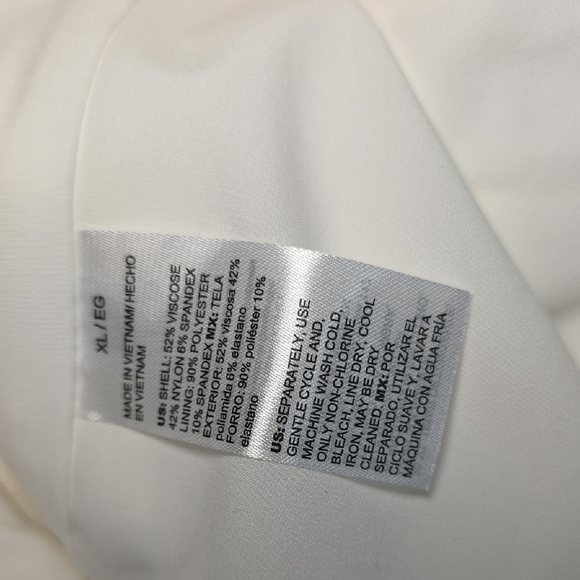 XL / EG
MADE IN VIETNAM/ HECHO
EN VIETNAM
US: SHELL: 52% VISCOSE
42% NYLON 6% SPANDEX
LINING: 90% POLYESTER
10% SPANDEX MX: TELA
EXTERIOR: 52% viscosa 42%
poliamida 6% elastano
FORRO: 90% poliéster 10%
elastano
US: SEPARATELY, USE
GENTLE CYCLE AND,
MACHINE WASH COLD,
ONLY NON-CHLORINE
BLEACH, LINE DRY, COOL
IRON, MAY BE DRY,
CLEANED, MX: POR
SEPARADO, UTILIZAR EL
CICLO SUAVE Y, LAVAR A
MÁQUINA CON AGUA FRÍA,